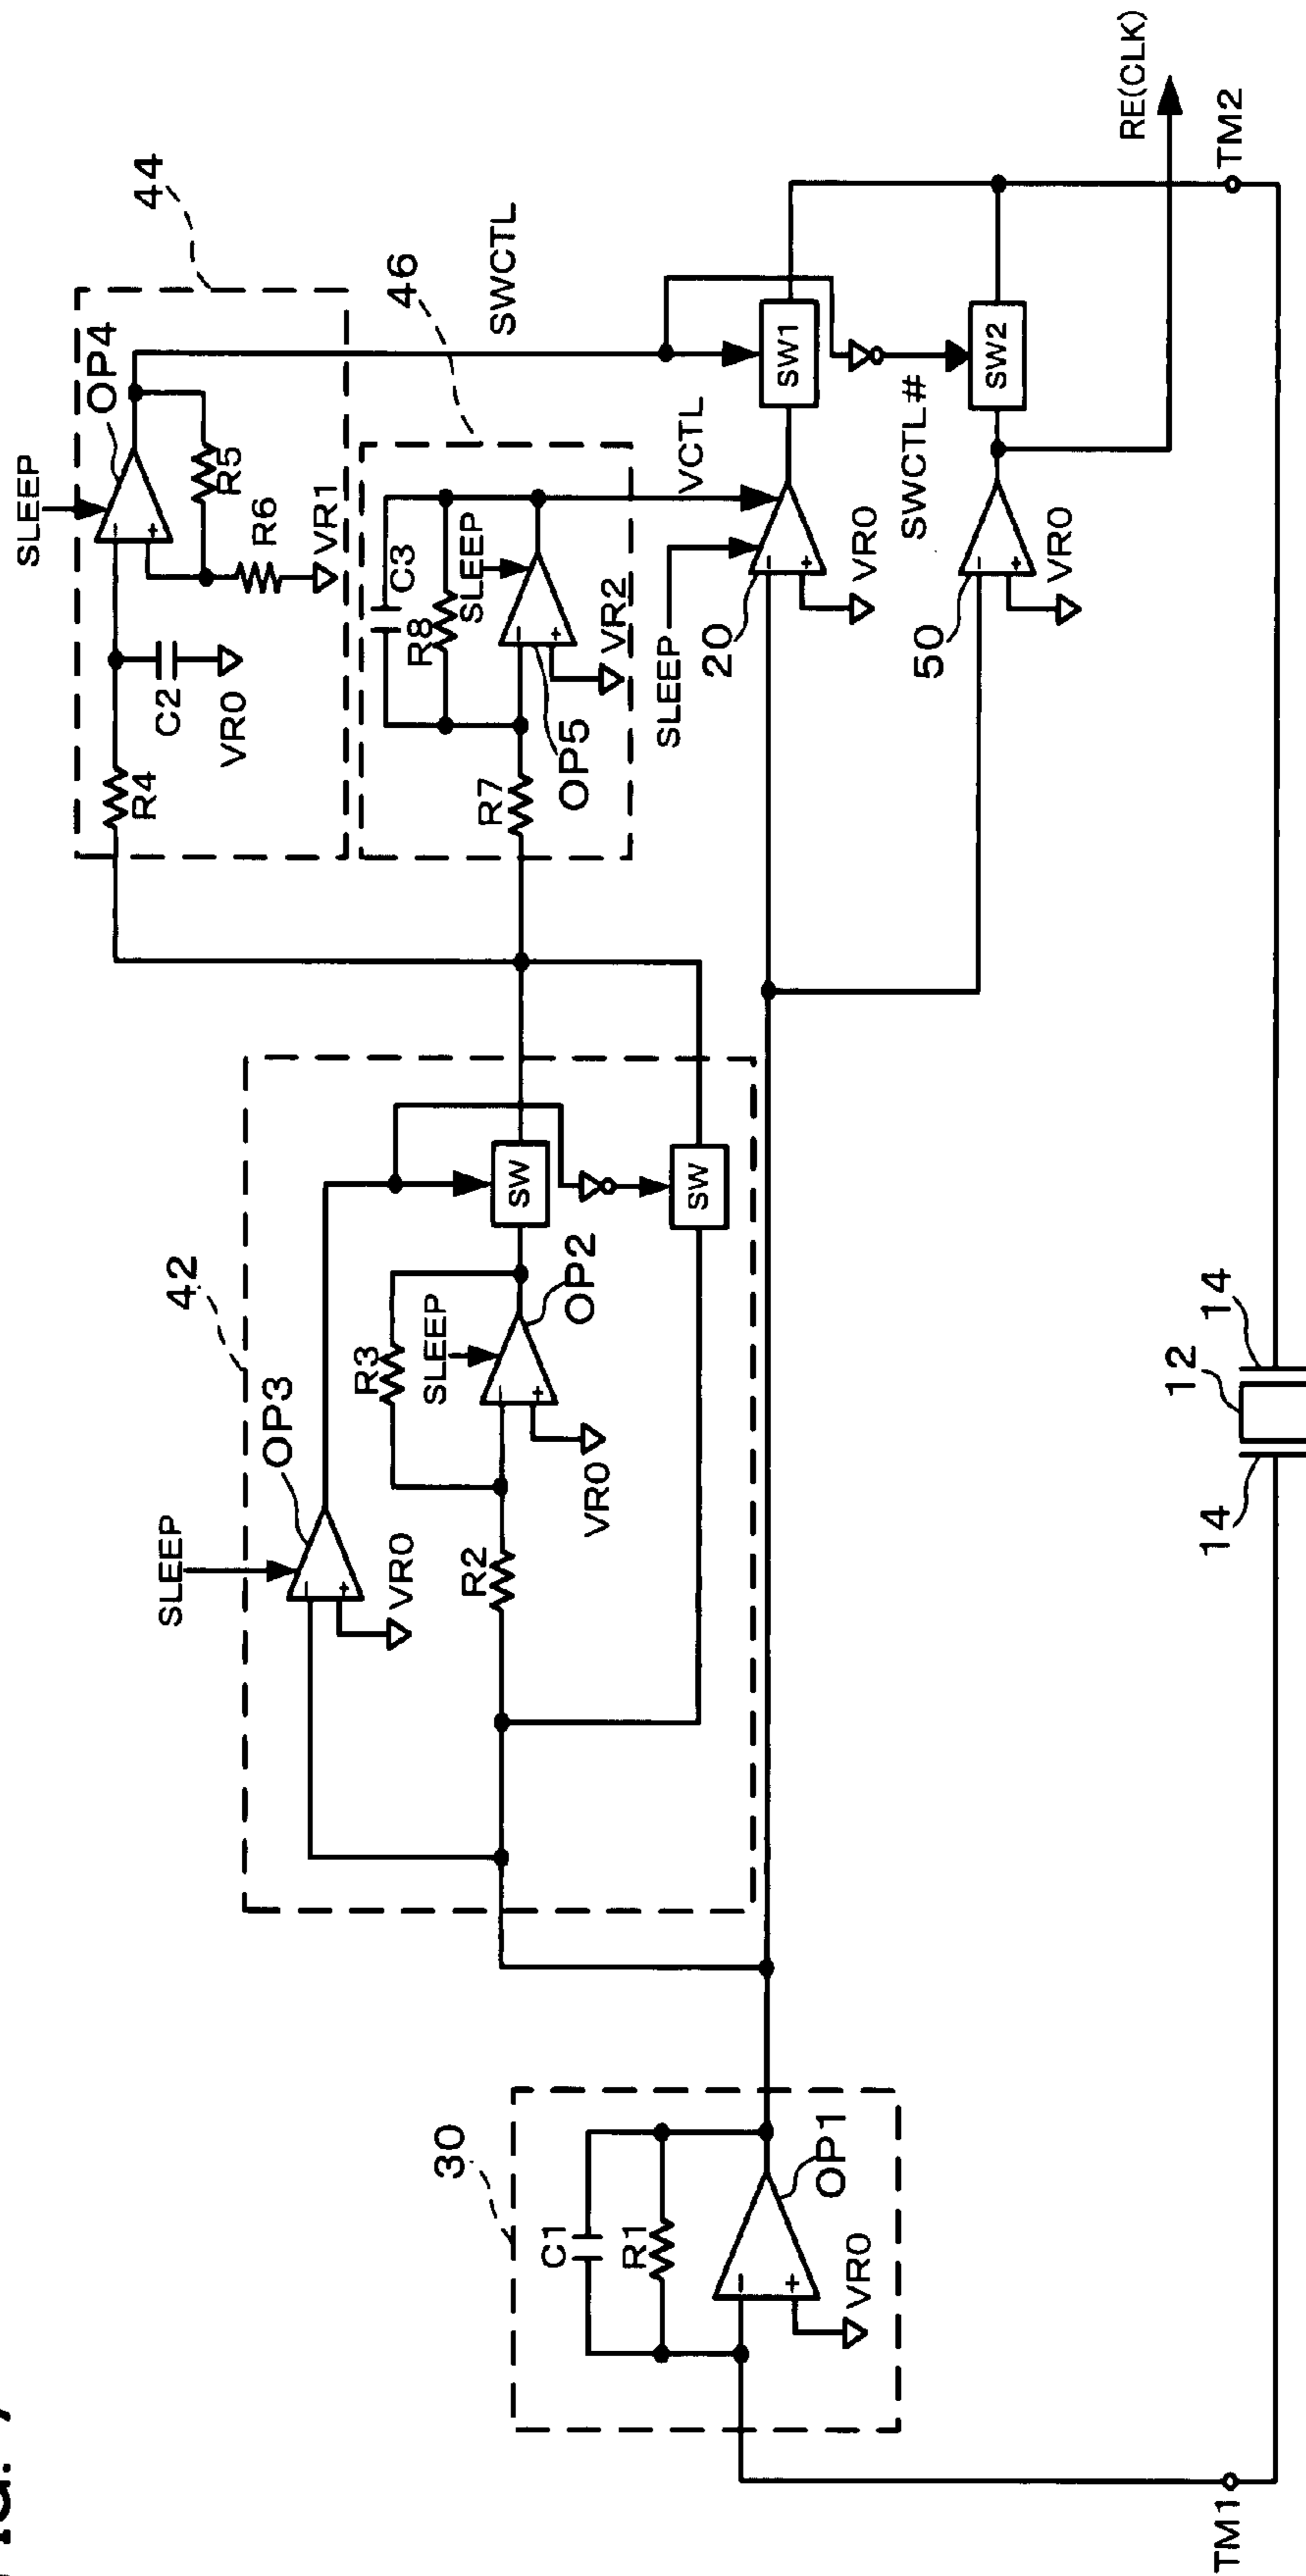 44
OP4
SLEEP
R5
R6
VR1
R4
C2
VR0
46
SWCTL
C3
R8
SLEEP
VR2
OP5
R7
VCTL
SLEEP
20
VR0
SW1
SWCTL#
SW2
50
VR0
RE(CLK)
TM2
42
OP3
SLEEP
VR0
R3
SLEEP
OP2
VR0
R2
SW
SW
30
C1
R1
OP1
VR0
14
12
14
TM1